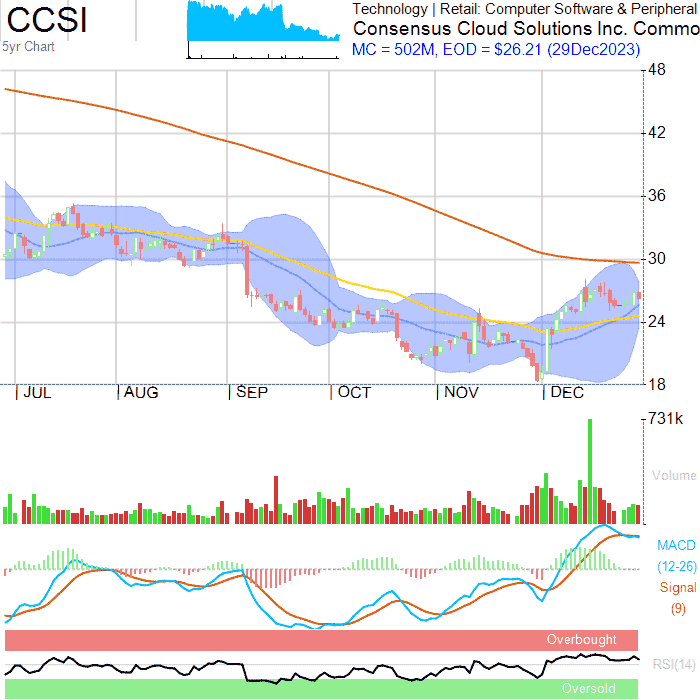 CCSI
5yr Chart
Technology | Retail: Computer Software & Peripheral
Consensus Cloud Solutions Inc. Commo
MC = 502M, EOD = $26.21 (29Dec2023)
48
42
36
30
24
18
JUL AUG SEP OCT NOV DEC
731k
Volume
MACD
(12-26)
Signal
(9)
Overbought
RSI(14)
Oversold